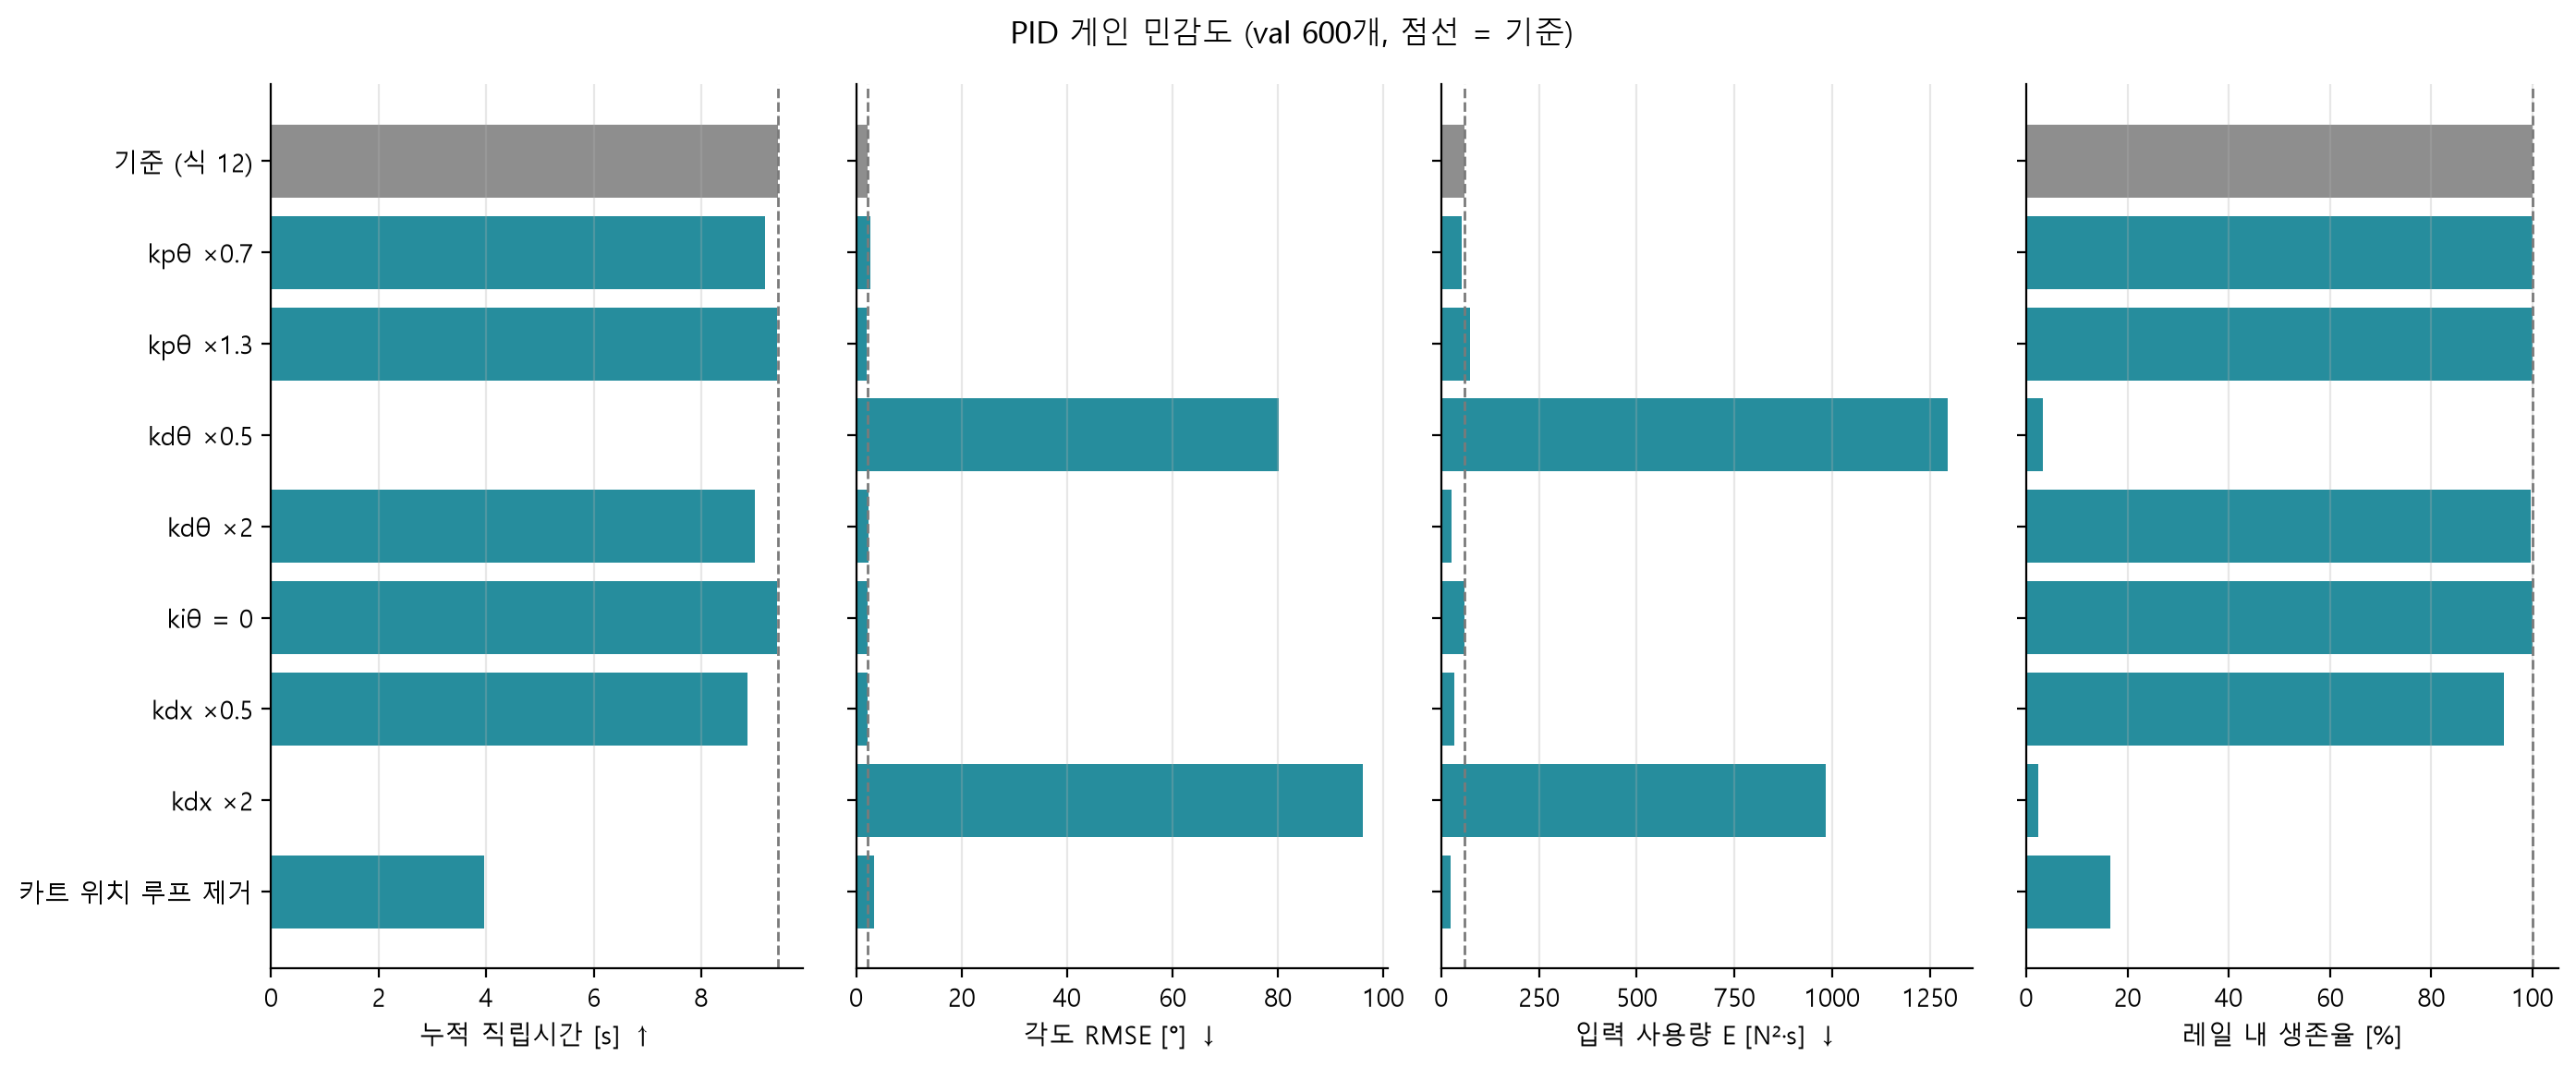 PID 게인 민감도 (val 600개, 점선 = 기준)
기준 (식 12)
kpθ ×0.7
kpθ ×1.3
kdθ ×0.5
kdθ ×2
kiθ = 0
kdx ×0.5
kdx ×2
카트 위치 루프 제거
0 2 4 6 8
누적 직립시간 [s] ↑
0 20 40 60 80 100
각도 RMSE [°] ↓
0 250 500 750 1000 1250
입력 사용량 E [N²·s] ↓
0 20 40 60 80 100
레일 내 생존율 [%]